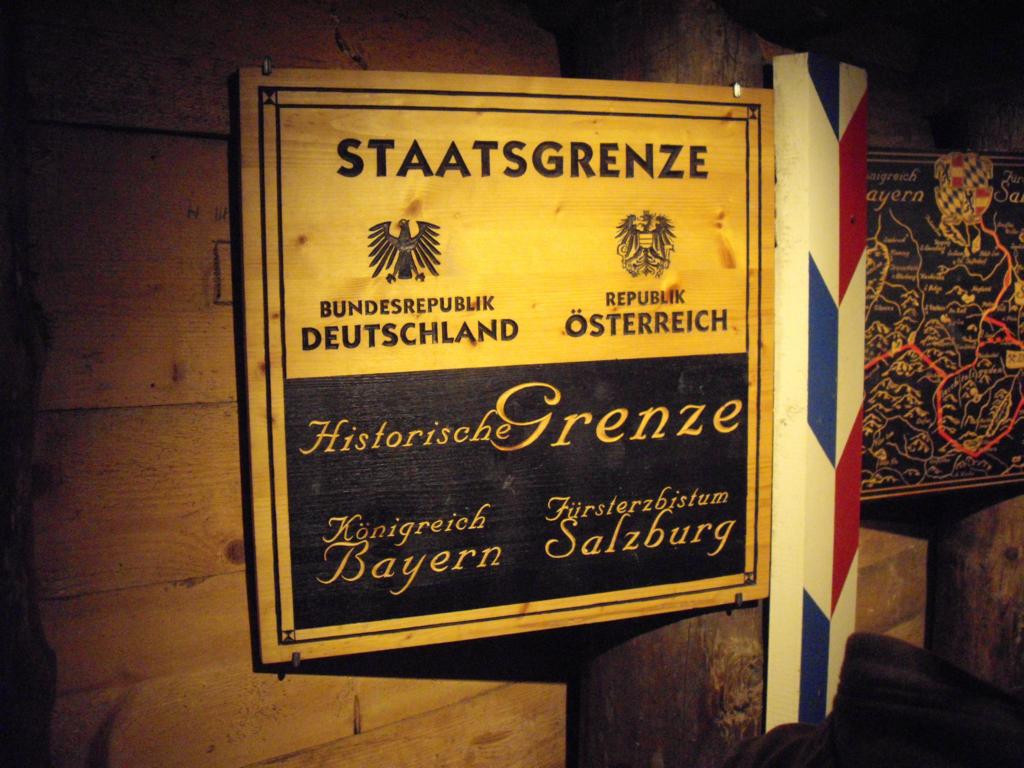 STAATSGRENZE
BUNDESREPUBLIK
DEUTSCHLAND
REPUBLIK
ÖSTERREICH
Historische Grenze
Königreich
Bayern
Fürsterzbistum
Salzburg